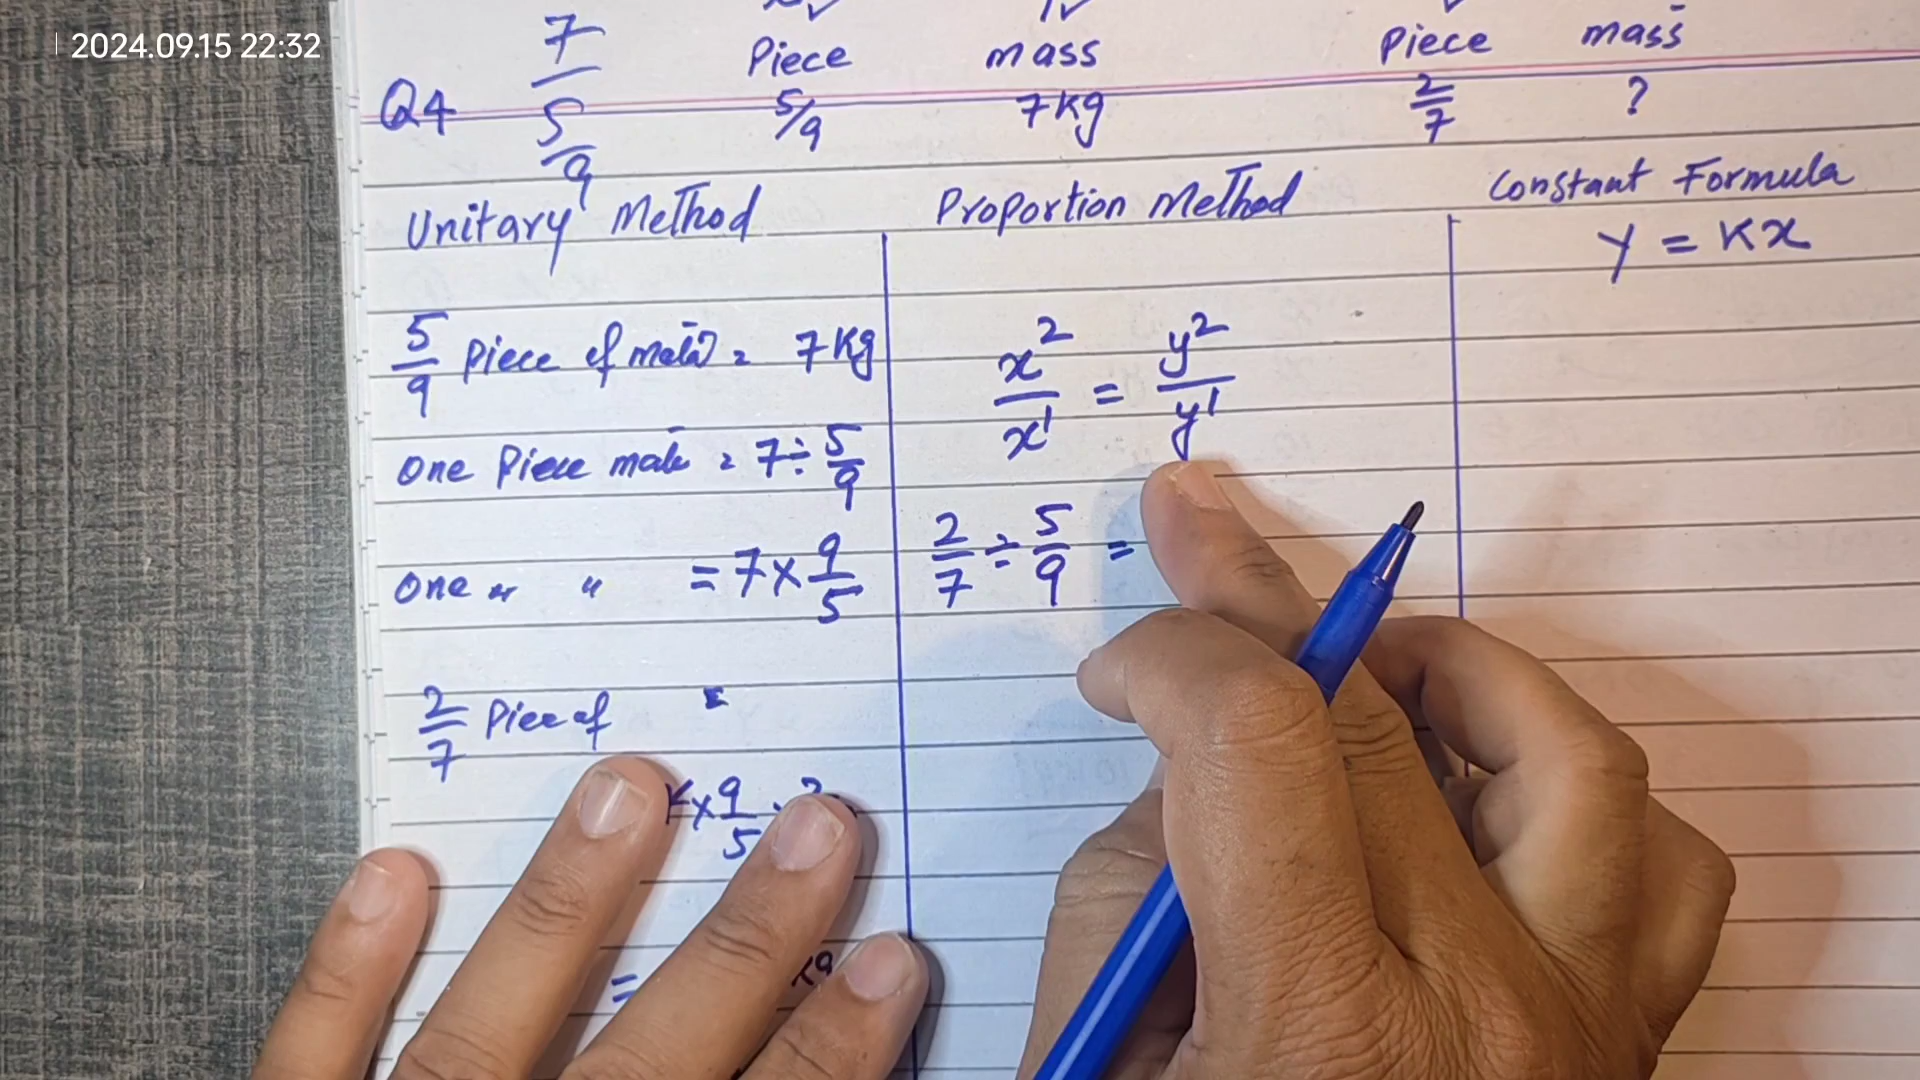 2024.09.15 22:32
Piece mass Piece mass
Q4 7/5/9 5/9 7kg 2/7 ?
Unitary Method Proportion Method Constant Formula
Y = Kx
5/9 Piece of 7Kg
x2/x1 = y2/y1
One Piece = 7 ÷ 5/9
2/7 ÷ 5/9 =
One " " = 7 × 9/5
2/7 Piece of =
× 9/5
=